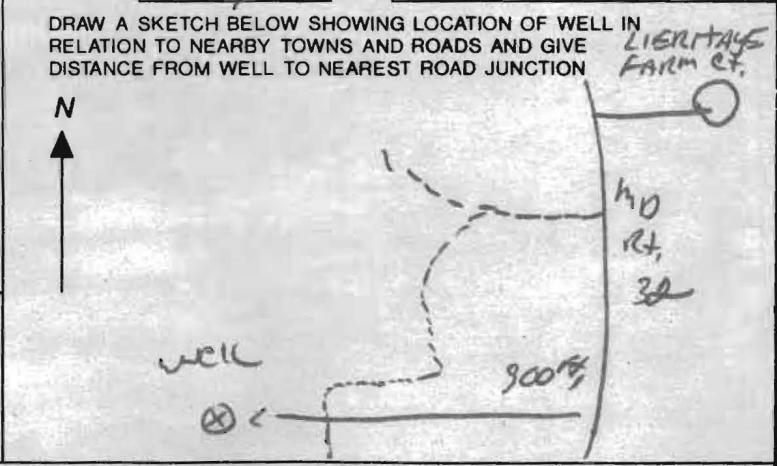 DRAW A SKETCH BELOW SHOWING LOCATION OF WELL IN
RELATION TO NEARBY TOWNS AND ROADS AND GIVE
DISTANCE FROM WELL TO NEAREST ROAD JUNCTION
FARM Ct.
N
MD
Rt.
32
well
900 ft,